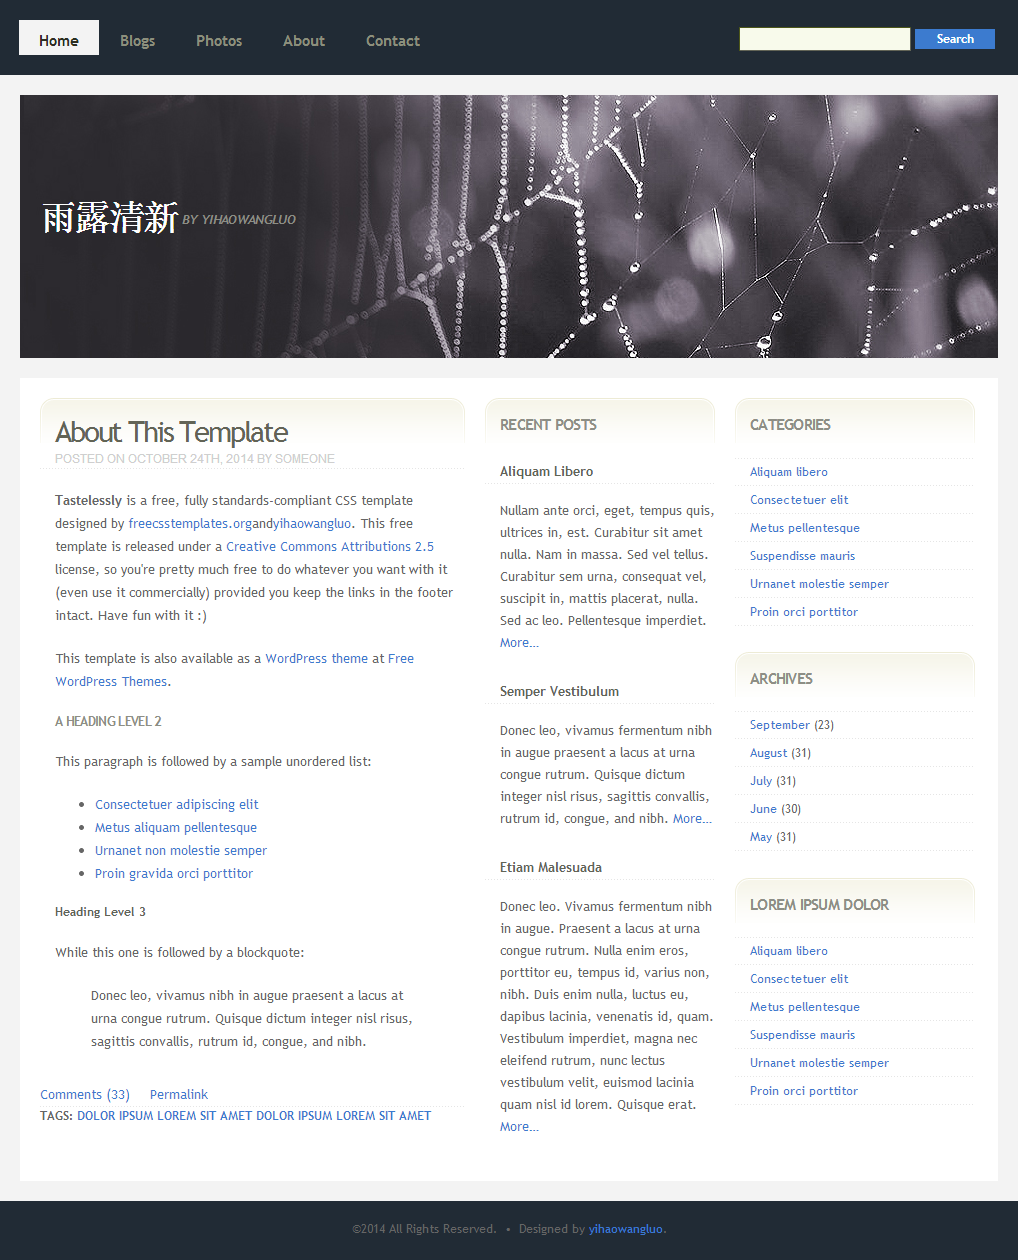 Home Blogs Photos About Contact Search
雨露清新 BY YIHAOWANGLUO
About This Template
POSTED ON OCTOBER 24TH, 2014 BY SOMEONE
Tastelessly is a free, fully standards-compliant CSS template
designed by freecsstemplates.organdyihaowangluo. This free
template is released under a Creative Commons Attributions 2.5
license, so you're pretty much free to do whatever you want with it
(even use it commercially) provided you keep the links in the footer
intact. Have fun with it :)
This template is also available as a WordPress theme at Free
WordPress Themes.
A HEADING LEVEL 2
This paragraph is followed by a sample unordered list:
• Consectetuer adipiscing elit
• Metus aliquam pellentesque
• Urnanet non molestie semper
• Proin gravida orci porttitor
Heading Level 3
While this one is followed by a blockquote:
Donec leo, vivamus nibh in augue praesent a lacus at
urna congue rutrum. Quisque dictum integer nisl risus,
sagittis convallis, rutrum id, congue, and nibh.
Comments (33) Permalink
TAGS: DOLOR IPSUM LOREM SIT AMET DOLOR IPSUM LOREM SIT AMET
RECENT POSTS
Aliquam Libero
Nullam ante orci, eget, tempus quis,
ultrices in, est. Curabitur sit amet
nulla. Nam in massa. Sed vel tellus.
Curabitur sem urna, consequat vel,
suscipit in, mattis placerat, nulla.
Sed ac leo. Pellentesque imperdiet.
More...
Semper Vestibulum
Donec leo, vivamus fermentum nibh
in augue praesent a lacus at urna
congue rutrum. Quisque dictum
integer nisl risus, sagittis convallis,
rutrum id, congue, and nibh. More...
Etiam Malesuada
Donec leo. Vivamus fermentum nibh
in augue. Praesent a lacus at urna
congue rutrum. Nulla enim eros,
porttitor eu, tempus id, varius non,
nibh. Duis enim nulla, luctus eu,
dapibus lacinia, venenatis id, quam.
Vestibulum imperdiet, magna nec
eleifend rutrum, nunc lectus
vestibulum velit, euismod lacinia
quam nisl id lorem. Quisque erat.
More...
CATEGORIES
Aliquam libero
Consectetuer elit
Metus pellentesque
Suspendisse mauris
Urnanet molestie semper
Proin orci porttitor
ARCHIVES
September (23)
August (31)
July (31)
June (30)
May (31)
LOREM IPSUM DOLOR
Aliquam libero
Consectetuer elit
Metus pellentesque
Suspendisse mauris
Urnanet molestie semper
Proin orci porttitor
©2014 All Rights Reserved. • Designed by yihaowangluo.